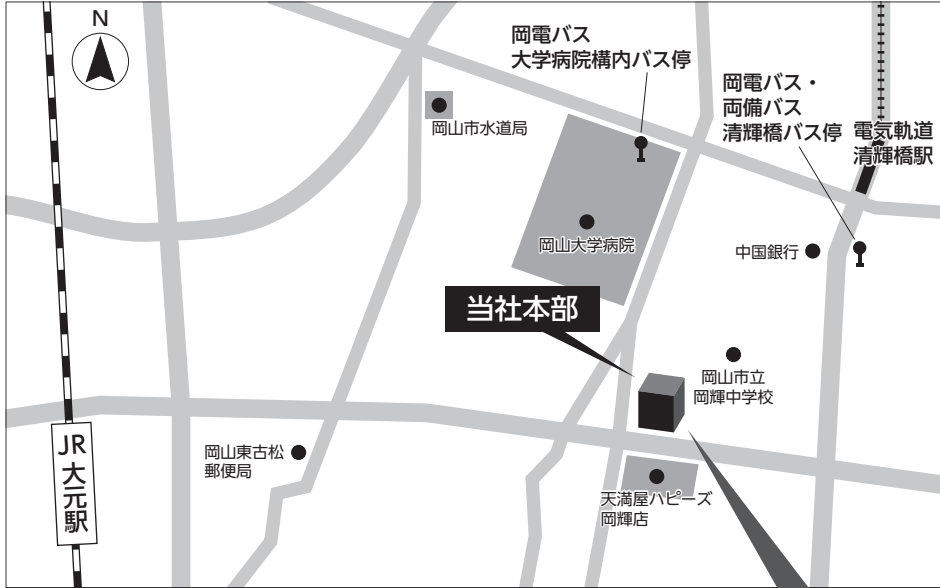 N
岡電バス
大学病院構内バス停
岡電バス・
両備バス
清輝橋バス停
電気軌道
清輝橋駅
岡山市水道局
岡山大学病院
中国銀行
当社本部
岡山市立
岡輝中学校
JR
大元駅
岡山東古松
郵便局
天満屋ハピーズ
岡輝店